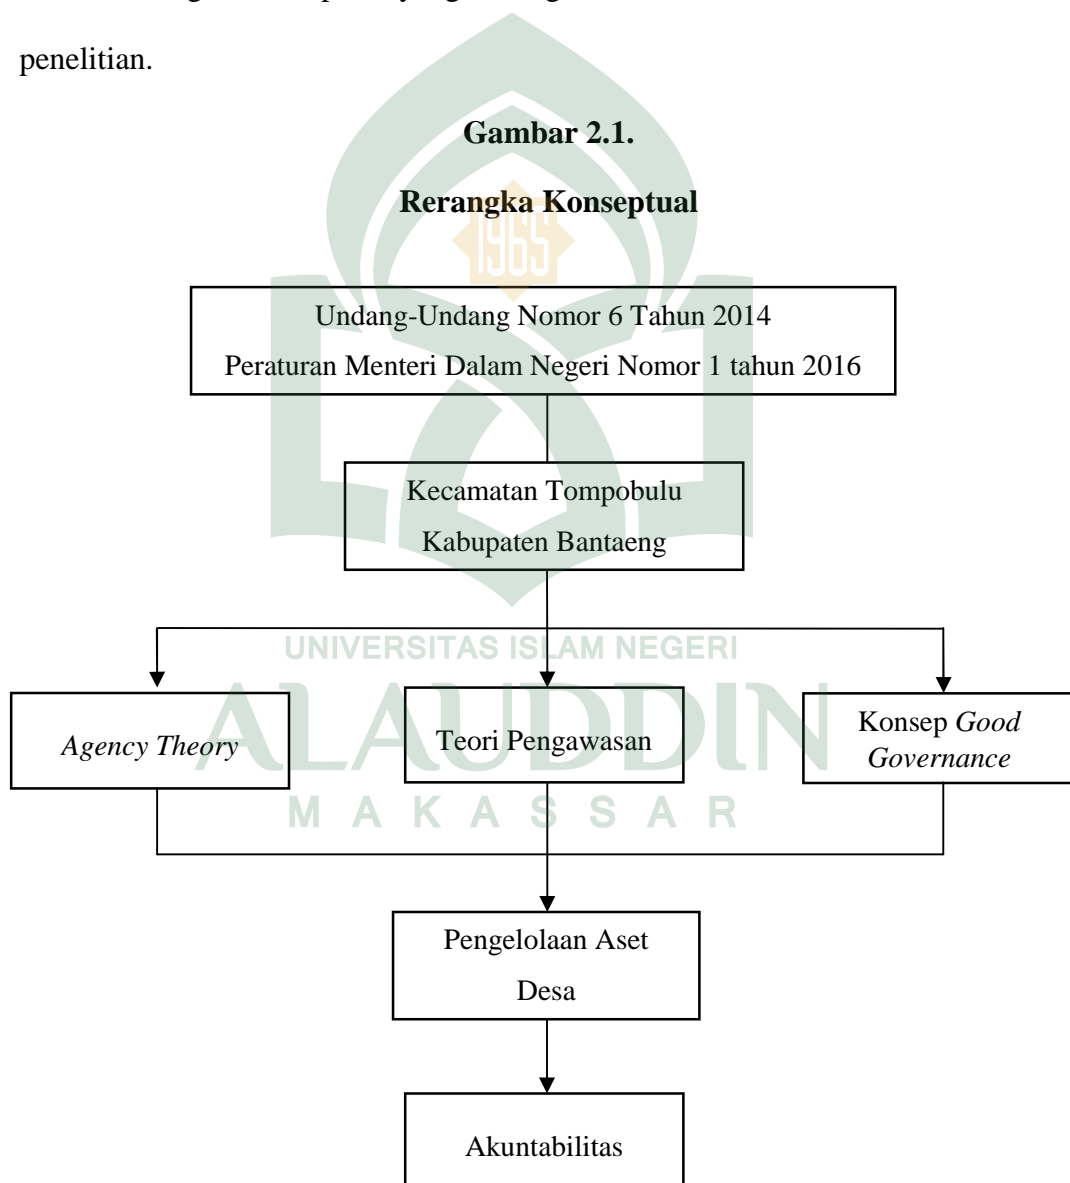 penelitian.
Gambar 2.1.
Rerangka Konseptual
1965
Undang-Undang Nomor 6 Tahun 2014
Peraturan Menteri Dalam Negeri Nomor 1 tahun 2016
Kecamatan Tompobulu
Kabupaten Bantaeng
UNIVERSITAS ISLAM NEGERI
Agency Theory
Teori Pengawasan
Konsep Good
Governance
ALAUDDIN
MAKASSAR
Pengelolaan Aset
Desa
Akuntabilitas